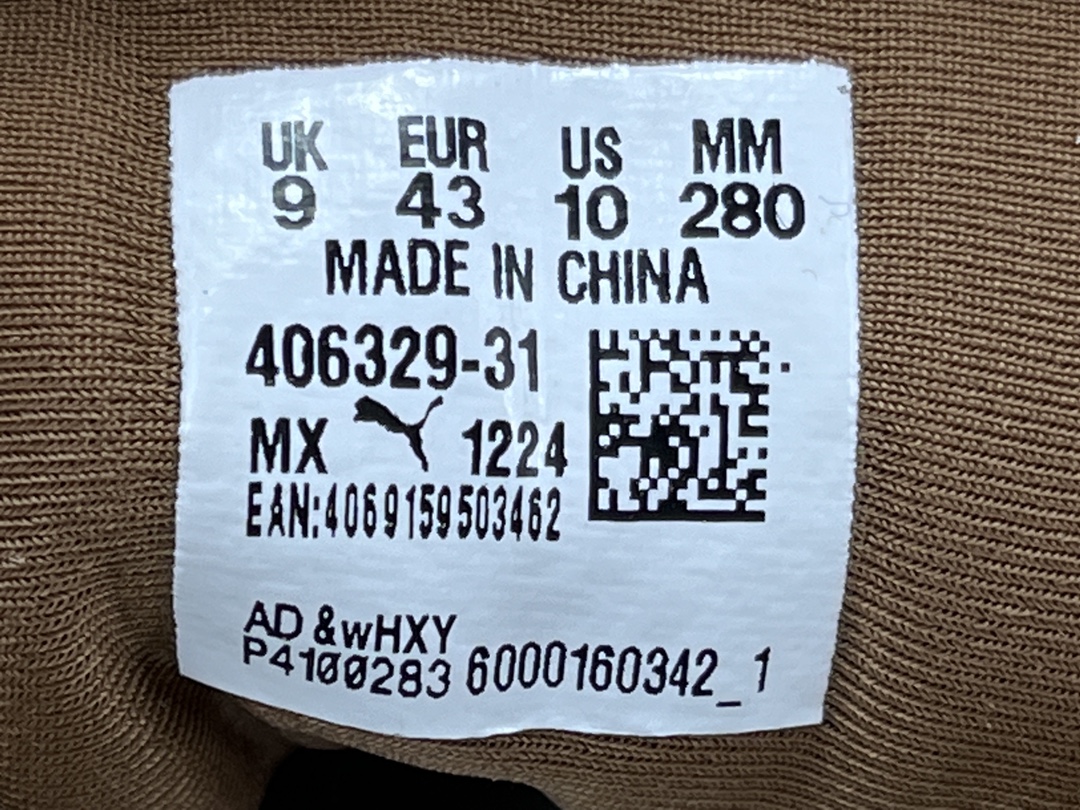 UK EUR US MM
9 43 10 280
MADE IN CHINA
406329-31
MX 1224
EAN:4069159503462
AD &wHXY
P4100283 6000160342_1